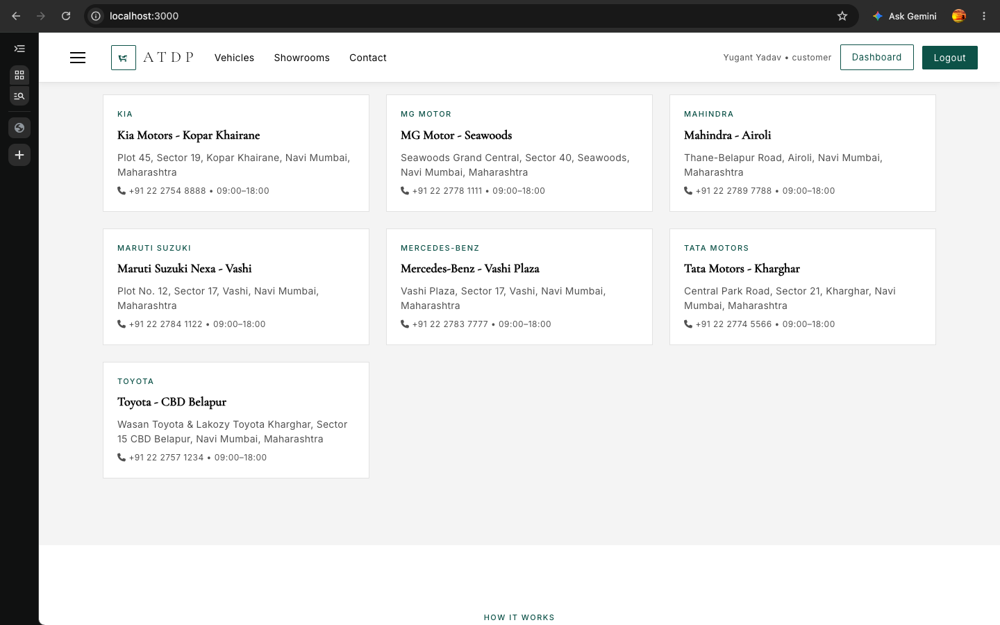 localhost:3000
Ask Gemini
ATDP
Vehicles
Showrooms
Contact
Yugant Yadav • customer
Dashboard
Logout
KIA
Kia Motors - Kopar Khairane
Plot 45, Sector 19, Kopar Khairane, Navi Mumbai,
Maharashtra
+91 22 2754 8888 • 09:00–18:00
MG MOTOR
MG Motor - Seawoods
Seawoods Grand Central, Sector 40, Seawoods,
Navi Mumbai, Maharashtra
+91 22 2778 1111 • 09:00–18:00
MAHINDRA
Mahindra - Airoli
Thane-Belapur Road, Airoli, Navi Mumbai,
Maharashtra
+91 22 2789 7788 • 09:00–18:00
MARUTI SUZUKI
Maruti Suzuki Nexa - Vashi
Plot No. 12, Sector 17, Vashi, Navi Mumbai,
Maharashtra
+91 22 2784 1122 • 09:00–18:00
MERCEDES-BENZ
Mercedes-Benz - Vashi Plaza
Vashi Plaza, Sector 17, Vashi, Navi Mumbai,
Maharashtra
+91 22 2783 7777 • 09:00–18:00
TATA MOTORS
Tata Motors - Kharghar
Central Park Road, Sector 21, Kharghar, Navi
Mumbai, Maharashtra
+91 22 2774 5566 • 09:00–18:00
TOYOTA
Toyota - CBD Belapur
Wasan Toyota & Lakozy Toyota Kharghar, Sector
15 CBD Belapur, Navi Mumbai, Maharashtra
+91 22 2757 1234 • 09:00–18:00
HOW IT WORKS